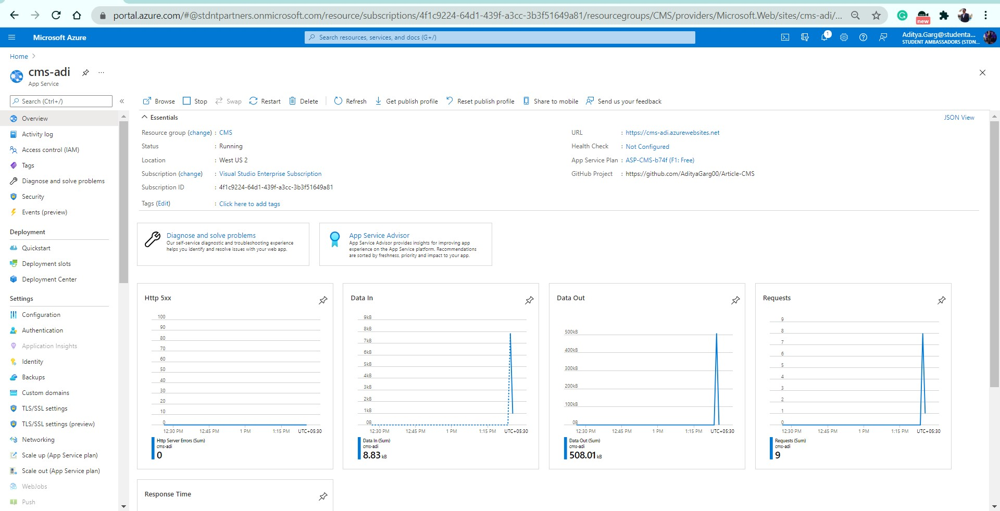 portal.azure.com/#@stdntpartners.onmicrosoft.com/resource/subscriptions/4f1c9224-64d1-439f-a3cc-3b3f51649a81/resourcegroups/CMS/providers/Microsoft.Web/sites/cms-adi/...
new
Microsoft Azure
Search resources, services, and docs (G+/)
1
Aditya.Garg@studenta...
STUDENT AMBASSADORS (STDN...
Home
cms-adi
...
App Service
Search (Ctrl+/)
«
Browse
Stop
Swap
Restart
Delete
Refresh
Get publish profile
Reset publish profile
Share to mobile
Send us your feedback
Overview
Activity log
Access control (IAM)
Tags
Diagnose and solve problems
Security
Events (preview)
Deployment
Quickstart
Deployment slots
Deployment Center
Settings
Configuration
Authentication
Application Insights
Identity
Backups
Custom domains
TLS/SSL settings
TLS/SSL settings (preview)
Networking
Scale up (App Service plan)
Scale out (App Service plan)
WebJobs
Push
Essentials
JSON View
Resource group (change) : CMS
Status : Running
Location : West US 2
Subscription (change) : Visual Studio Enterprise Subscription
Subscription ID : 4f1c9224-64d1-439f-a3cc-3b3f51649a81
Tags (Edit) : Click here to add tags
URL : https://cms-adi.azurewebsites.net
Health Check : Not Configured
App Service Plan : ASP-CMS-b74f (F1: Free)
GitHub Project : https://github.com/AdityaGarg00/Article-CMS
Diagnose and solve problems
Our self-service diagnostic and troubleshooting experience
helps you identify and resolve issues with your web app.
App Service Advisor
App Service Advisor provides insights for improving app
experience on the App Service platform. Recommendations
are sorted by freshness, priority and impact to your app.
Http 5xx
100
90
80
70
60
50
40
30
20
10
0
12:30 PM 12:45 PM 1 PM 1:15 PM UTC+05:30
Http Server Errors (Sum)
cms-adi
0
Data In
9kB
8kB
7kB
6kB
5kB
4kB
3kB
2kB
1kB
0B
12:30 PM 12:45 PM 1 PM 1:15 PM UTC+05:30
Data In (Sum)
cms-adi
8.83 kB
Data Out
500kB
400kB
300kB
200kB
100kB
0B
12:30 PM 12:45 PM 1 PM 1:15 PM UTC+05:30
Data Out (Sum)
cms-adi
508.01 kB
Requests
9
8
7
6
5
4
3
2
1
0
12:30 PM 12:45 PM 1 PM 1:15 PM UTC+05:30
Requests (Sum)
cms-adi
9
Response Time